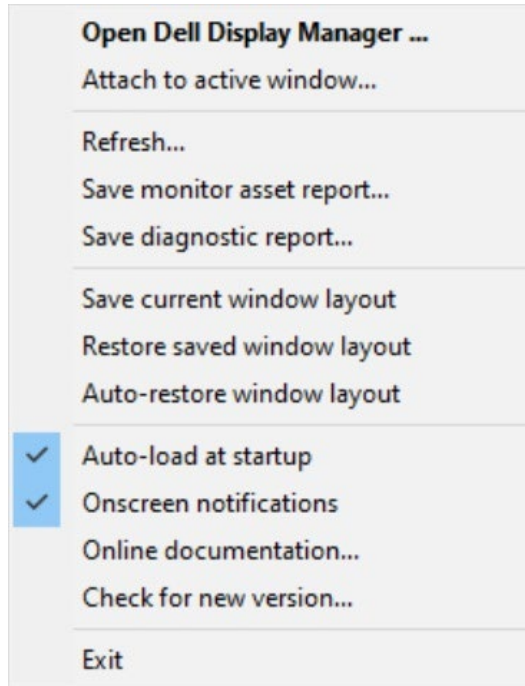 Open Dell Display Manager ...
Attach to active window...
Refresh...
Save monitor asset report...
Save diagnostic report...
Save current window layout
Restore saved window layout
Auto-restore window layout
Auto-load at startup
Onscreen notifications
Online documentation...
Check for new version...
Exit